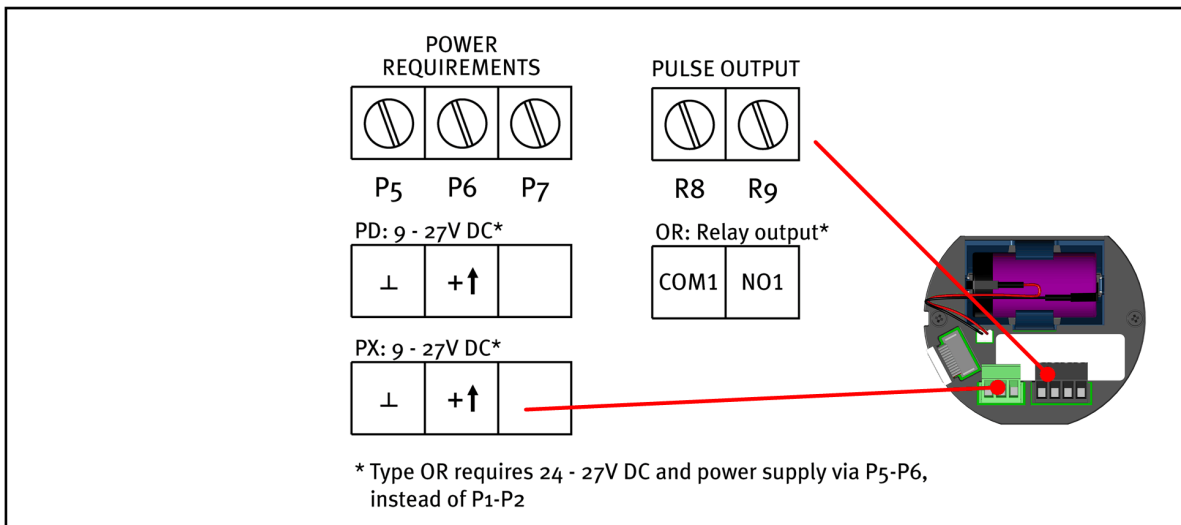 POWER
REQUIREMENTS
P5 P6 P7
PD: 9 - 27V DC*
⊥ +↑
PX: 9 - 27V DC*
⊥ +↑
PULSE OUTPUT
R8 R9
OR: Relay output*
COM1 NO1
* Type OR requires 24 - 27V DC and power supply via P5-P6,
instead of P1-P2